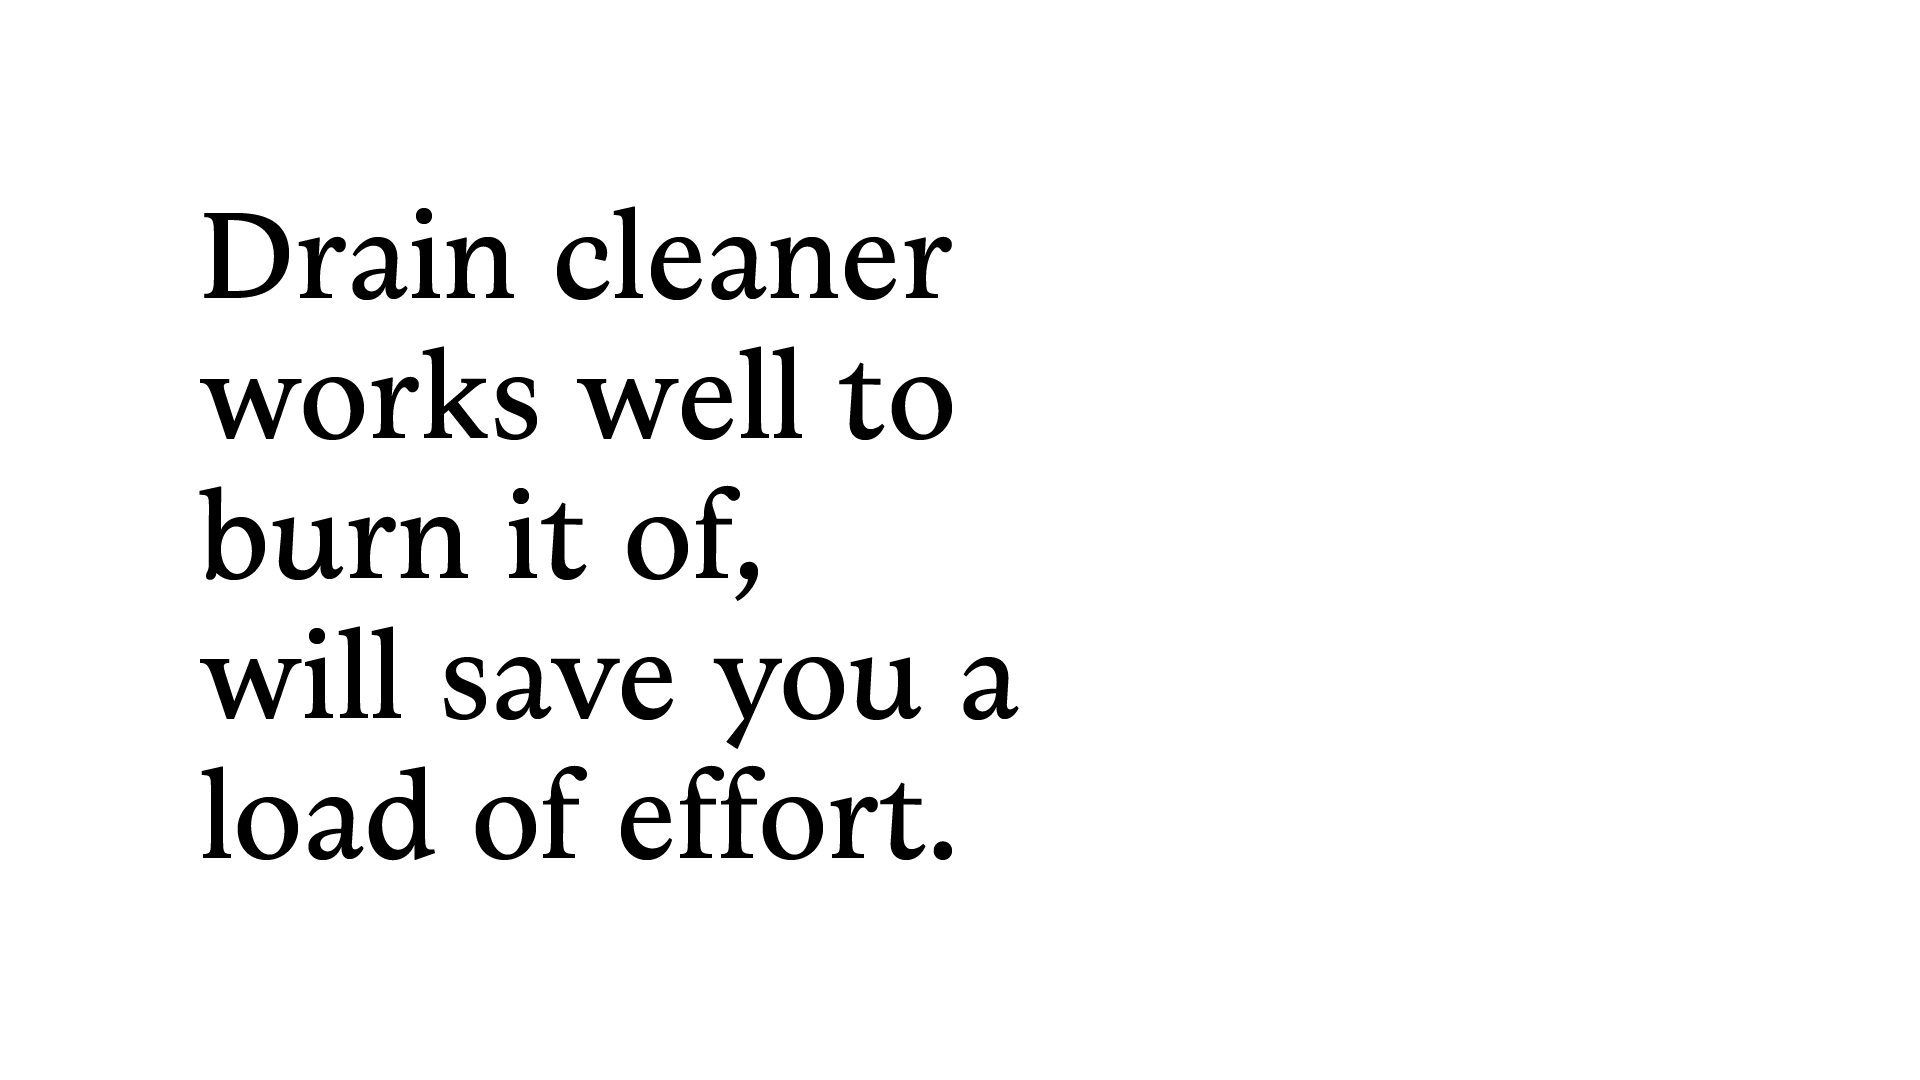 Drain cleaner
works well to
burn it of,
will save you a
load of effort.